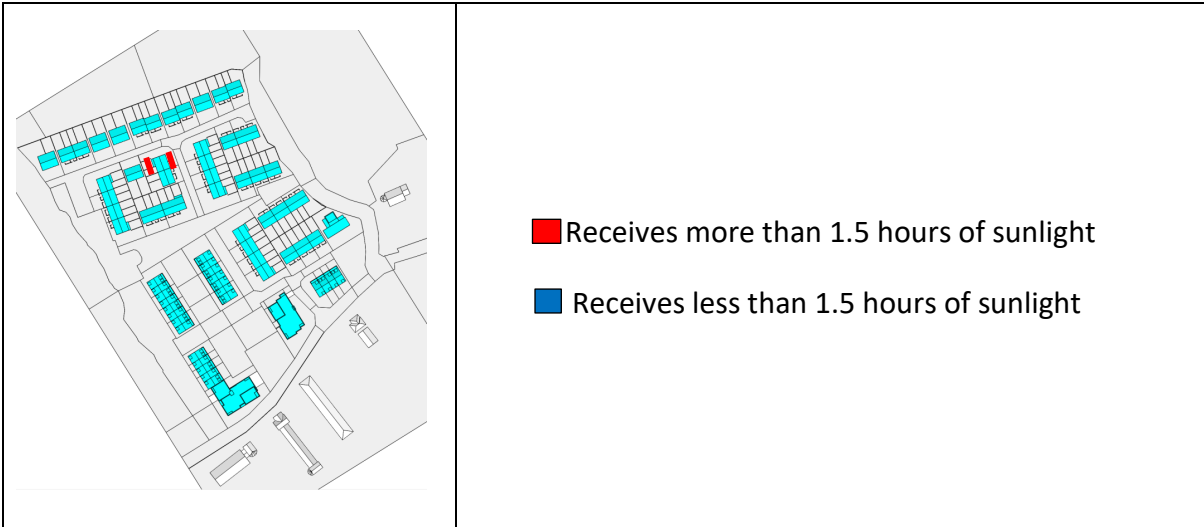 Receives more than 1.5 hours of sunlight
Receives less than 1.5 hours of sunlight